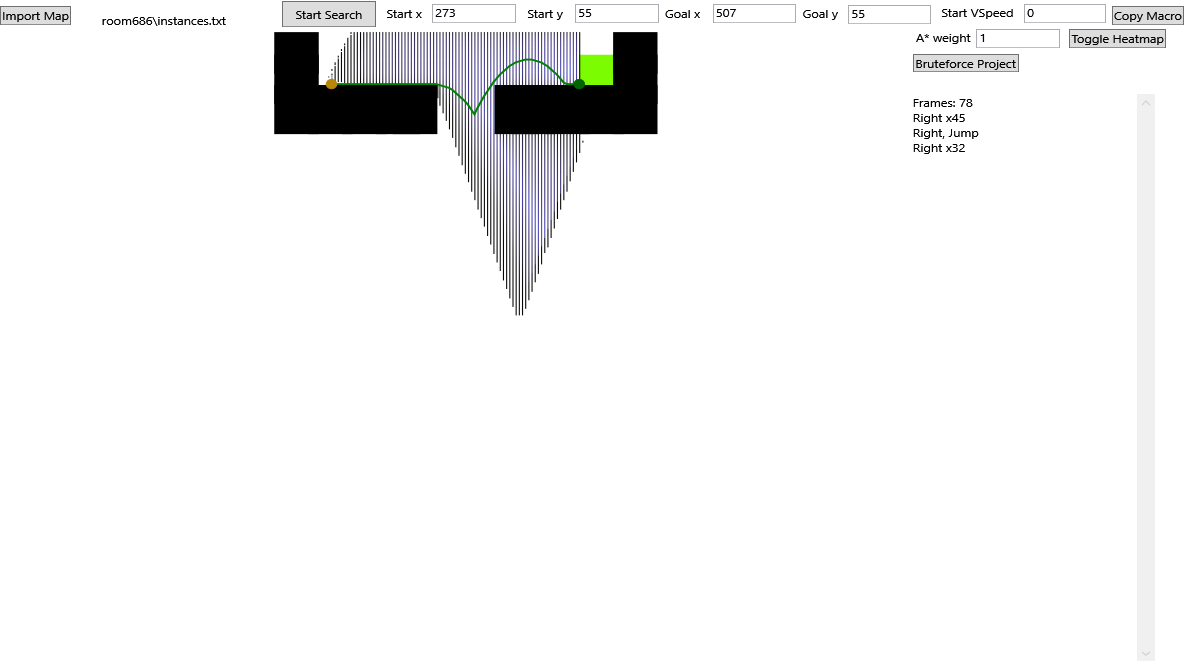 Import Map
room686\instances.txt
Start Search
Start x 273
Start y 55
Goal x 507
Goal y 55
Start VSpeed 0
Copy Macro
A* weight 1
Toggle Heatmap
Bruteforce Project
Frames: 78
Right x45
Right, Jump
Right x32